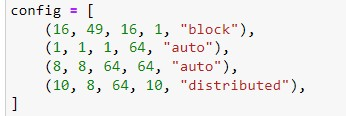 config = [
    (16, 49, 16, 1, "block"),
    (1, 1, 1, 64, "auto"),
    (8, 8, 64, 64, "auto"),
    (10, 8, 64, 10, "distributed"),
]